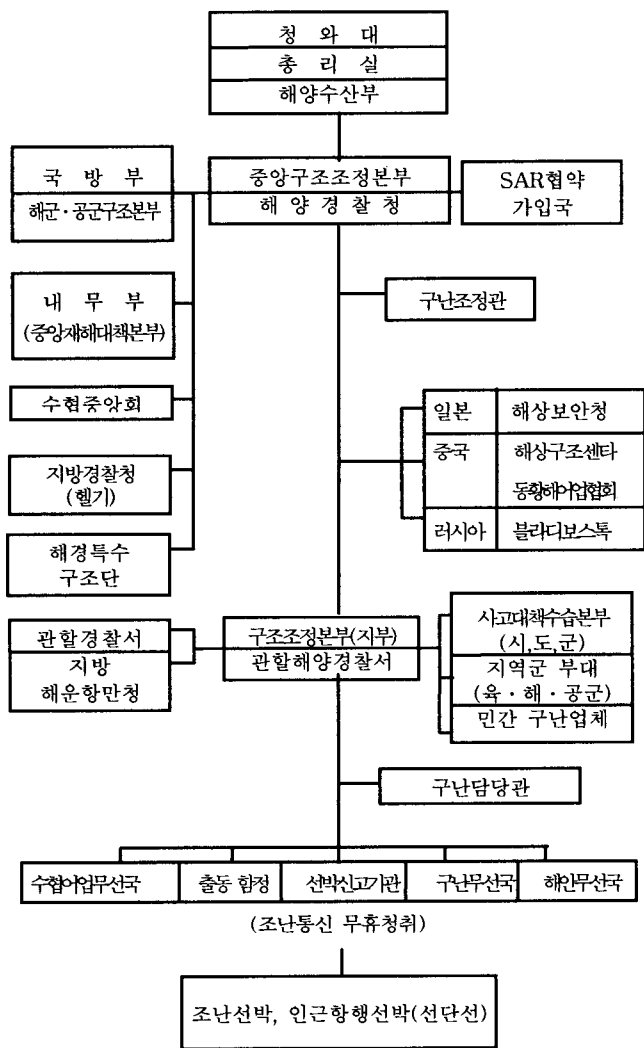 청 와 대
총 리 실
해양수산부
국 방 부
해군·공군구조본부
중앙구조조정본부
해 양 경 찰 청
SAR협약
가입국
내 무 부
(중앙재해대책본부)
구난조정관
수협중앙회
일본 해상보안청
중국 해상구조센타
동황해어업협회
러시아 블라디보스톡
지방경찰청
(헬기)
해경특수
구조단
관할경찰서
지방
해운항만청
구조조정본부(지부)
관할해양경찰서
사고대책수습본부
(시,도,군)
지역군 부대
(육·해·공군)
민간 구난업체
구난담당관
수협어업무선국 출동 함정 선박신고기관 구난무선국 해안무선국
(조난통신 무휴청취)
조난선박, 인근항행선박(선단선)